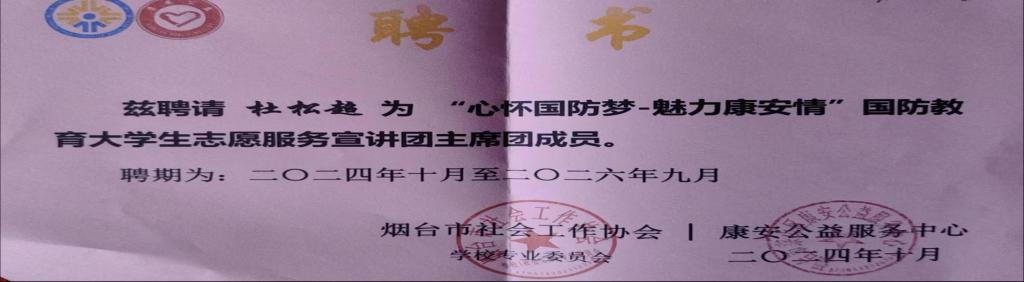 聘书
兹聘请 杜松超 为 “心怀国防梦-魅力康安情”国防教
育大学生志愿服务宣讲团主席团成员。
聘期为：二〇二四年十月至二〇二六年九月
烟台市社会工作协会 | 康安公益服务中心
学校专业委员会 二〇二四年十月